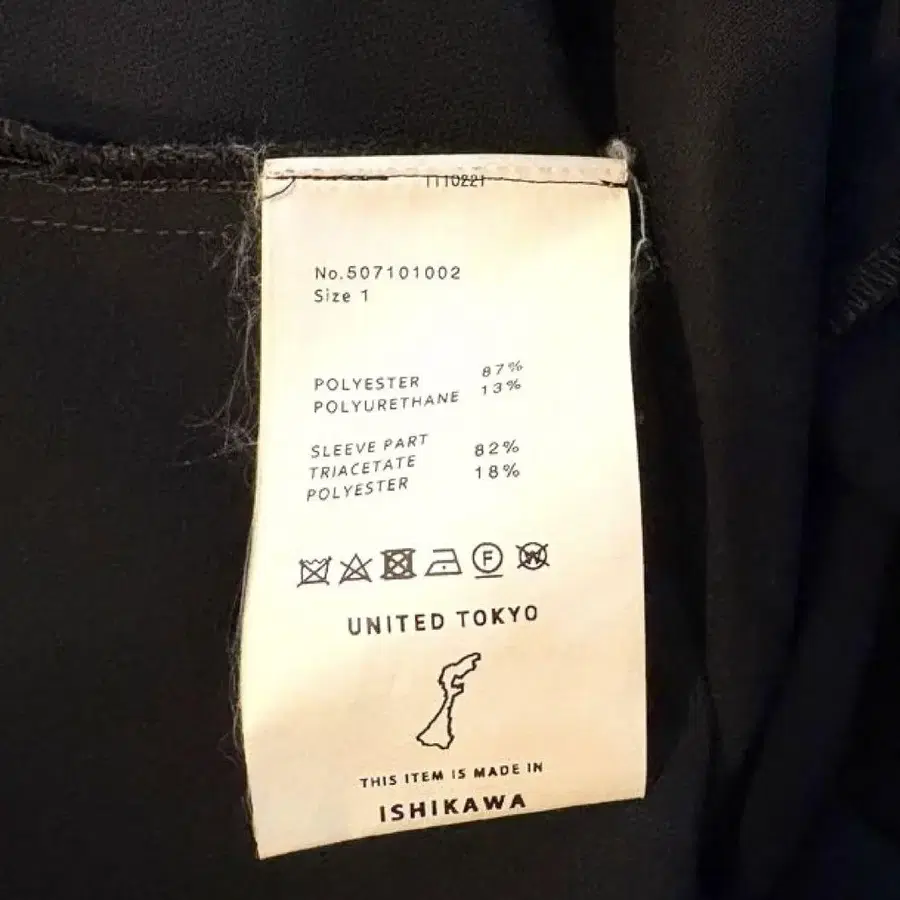 1110221
No.507101002
Size 1
POLYESTER 87%
POLYURETHANE 13%
SLEEVE PART
TRIACETATE 82%
POLYESTER 18%
F W
UNITED TOKYO
THIS ITEM IS MADE IN
ISHIKAWA